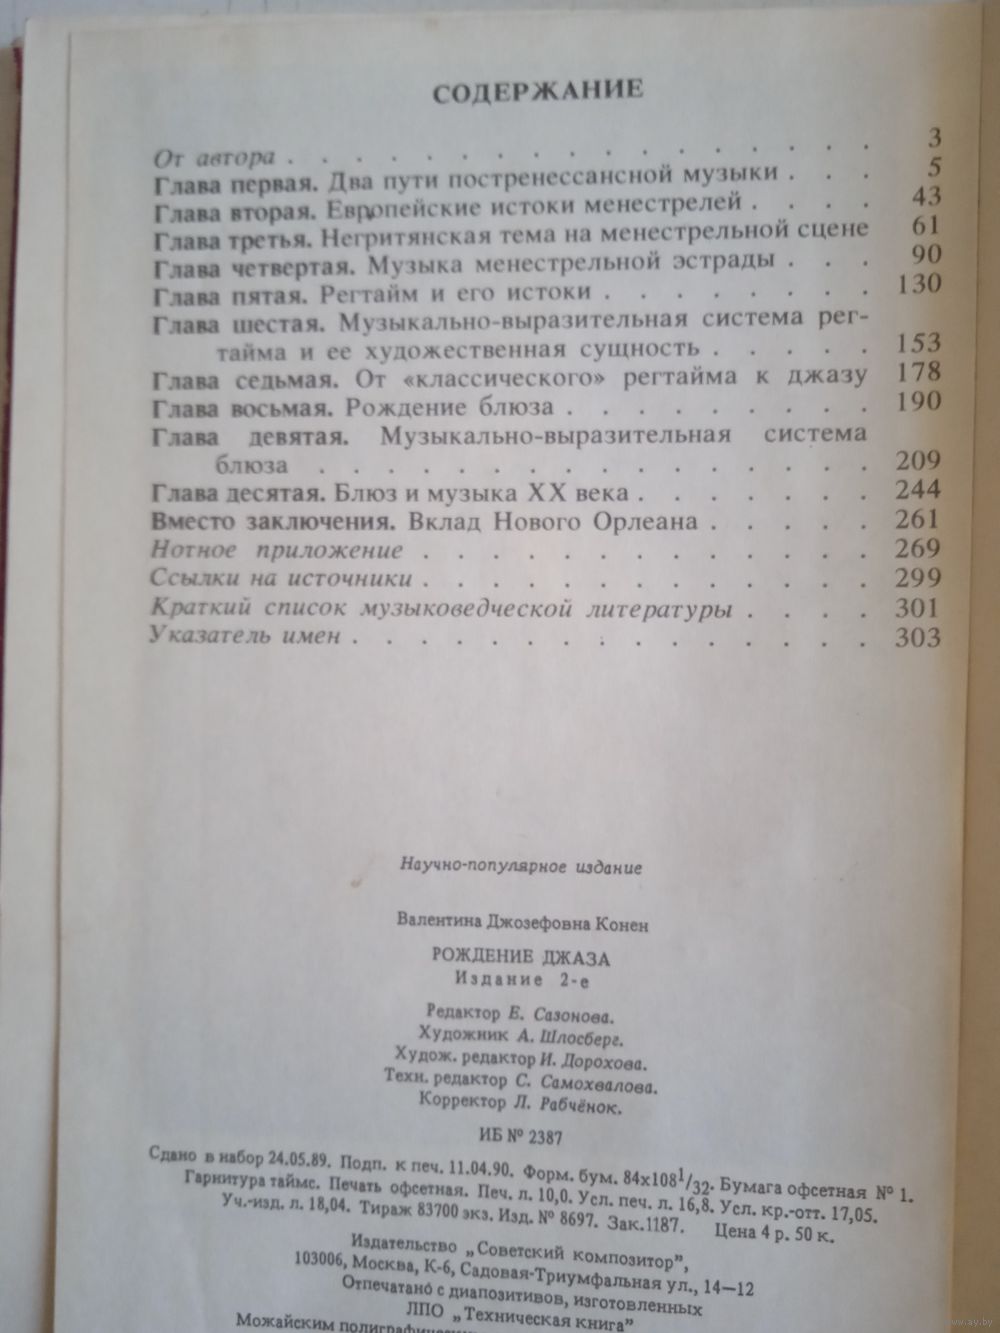 СОДЕРЖАНИЕ
От автора . . . . . . . . . . . . . . . . . 3
Глава первая. Два пути постренессансной музыки . . . 5
Глава вторая. Европейские истоки менестрелей . . . . 43
Глава третья. Негритянская тема на менестрельной сцене 61
Глава четвертая. Музыка менестрельной эстрады . . . 90
Глава пятая. Регтайм и его истоки . . . . . . . . 130
Глава шестая. Музыкально-выразительная система рег-
тайма и ее художественная сущность . . . . . 153
Глава седьмая. От «классического» регтайма к джазу 178
Глава восьмая. Рождение блюза . . . . . . . . . 190
Глава девятая. Музыкально-выразительная система
блюза . . . . . . . . . . . . . . . . 209
Глава десятая. Блюз и музыка XX века . . . . . . . 244
Вместо заключения. Вклад Нового Орлеана . . . . . 261
Нотное приложение . . . . . . . . . . . . . 269
Ссылки на источники . . . . . . . . . . . . . 299
Краткий список музыковедческой литературы . . . . 301
Указатель имен . . . . . . . . . . . . . . . 303
Научно-популярное издание
Валентина Джозефовна Конен
РОЖДЕНИЕ ДЖАЗА
Издание 2-е
Редактор Е. Сазонова.
Художник А. Шлосберг.
Худож. редактор И. Дорохова.
Техн. редактор С. Самохвалова.
Корректор Л. Рабчёнок.
ИБ № 2387
Сдано в набор 24.05.89. Подп. к печ. 11.04.90. Форм. бум. 84x108 1/32. Бумага офсетная № 1.
Гарнитура таймс. Печать офсетная. Печ. л. 10,0. Усл. печ. л. 16,8. Усл. кр.-отт. 17,05.
Уч.-изд. л. 18,04. Тираж 83700 экз. Изд. № 8697. Зак.1187. Цена 4 р. 50 к.
Издательство „Советский композитор",
103006, Москва, К-6, Садовая-Триумфальная ул., 14—12
Отпечатано с диапозитивов, изготовленных
ЛПО „Техническая книга"
Можайским